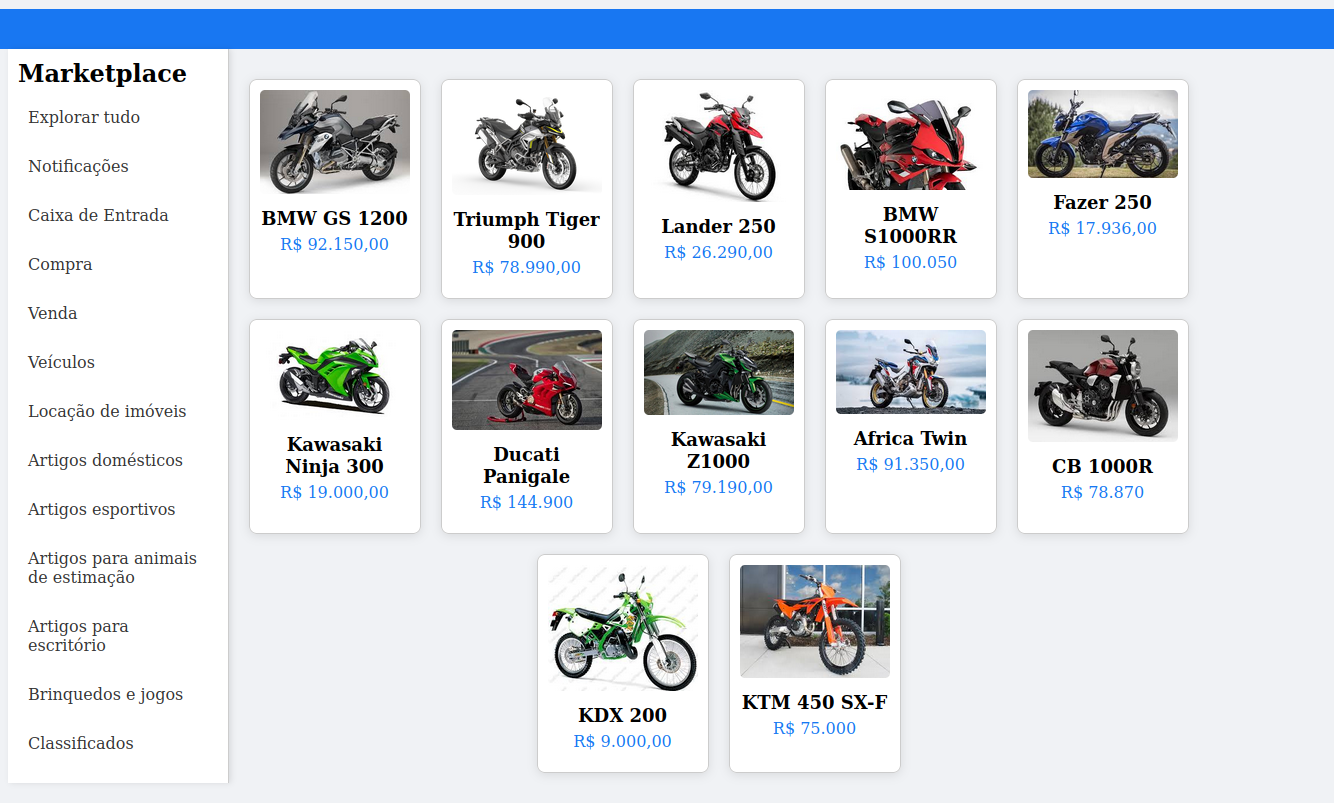 Marketplace
Explorar tudo
Notificações
Caixa de Entrada
Compra
Venda
Veículos
Locação de imóveis
Artigos domésticos
Artigos esportivos
Artigos para animais
de estimação
Artigos para
escritório
Brinquedos e jogos
Classificados
BMW GS 1200
R$ 92.150,00
Triumph Tiger
900
R$ 78.990,00
Lander 250
R$ 26.290,00
BMW
S1000RR
R$ 100.050
Fazer 250
R$ 17.936,00
Kawasaki
Ninja 300
R$ 19.000,00
Ducati
Panigale
R$ 144.900
Kawasaki
Z1000
R$ 79.190,00
Africa Twin
R$ 91.350,00
CB 1000R
R$ 78.870
KDX 200
R$ 9.000,00
KTM 450 SX-F
R$ 75.000